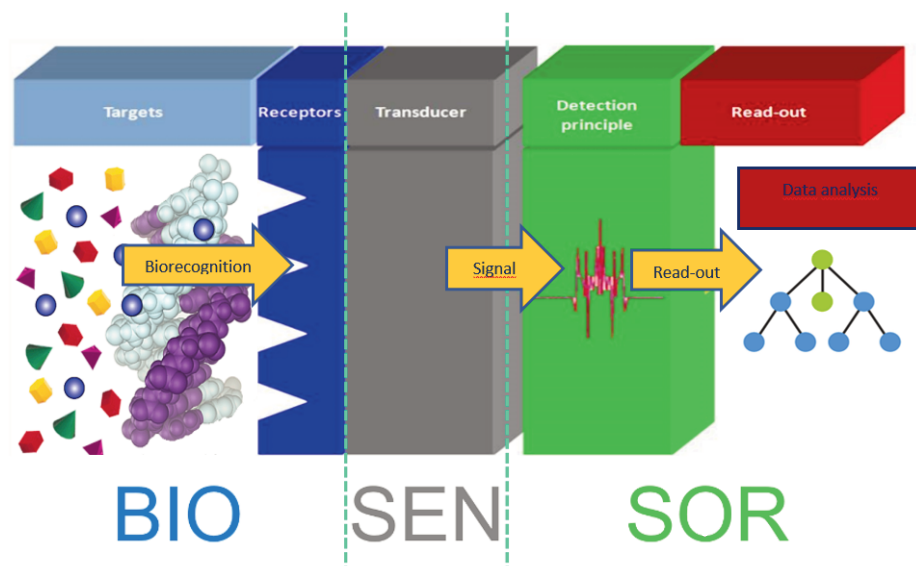 Targets
Receptors
Transducer
Detection
principle
Read-out
Data analysis
Biorecognition
Signal
Read-out
BIO
SEN
SOR